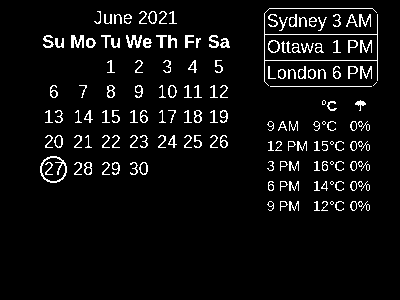 June 2021
Su Mo Tu We Th Fr Sa
1 2 3 4 5
6 7 8 9 10 11 12
13 14 15 16 17 18 19
20 21 22 23 24 25 26
27 28 29 30
Sydney 3 AM
Ottawa 1 PM
London 6 PM
°C ☂
9 AM 9°C 0%
12 PM 15°C 0%
3 PM 16°C 0%
6 PM 14°C 0%
9 PM 12°C 0%